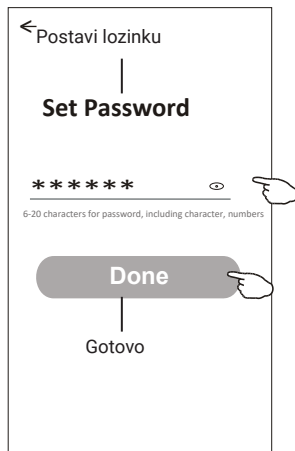 Postavi lozinku
Set Password
******
6-20 characters for password, including character, numbers
Done
Gotovo